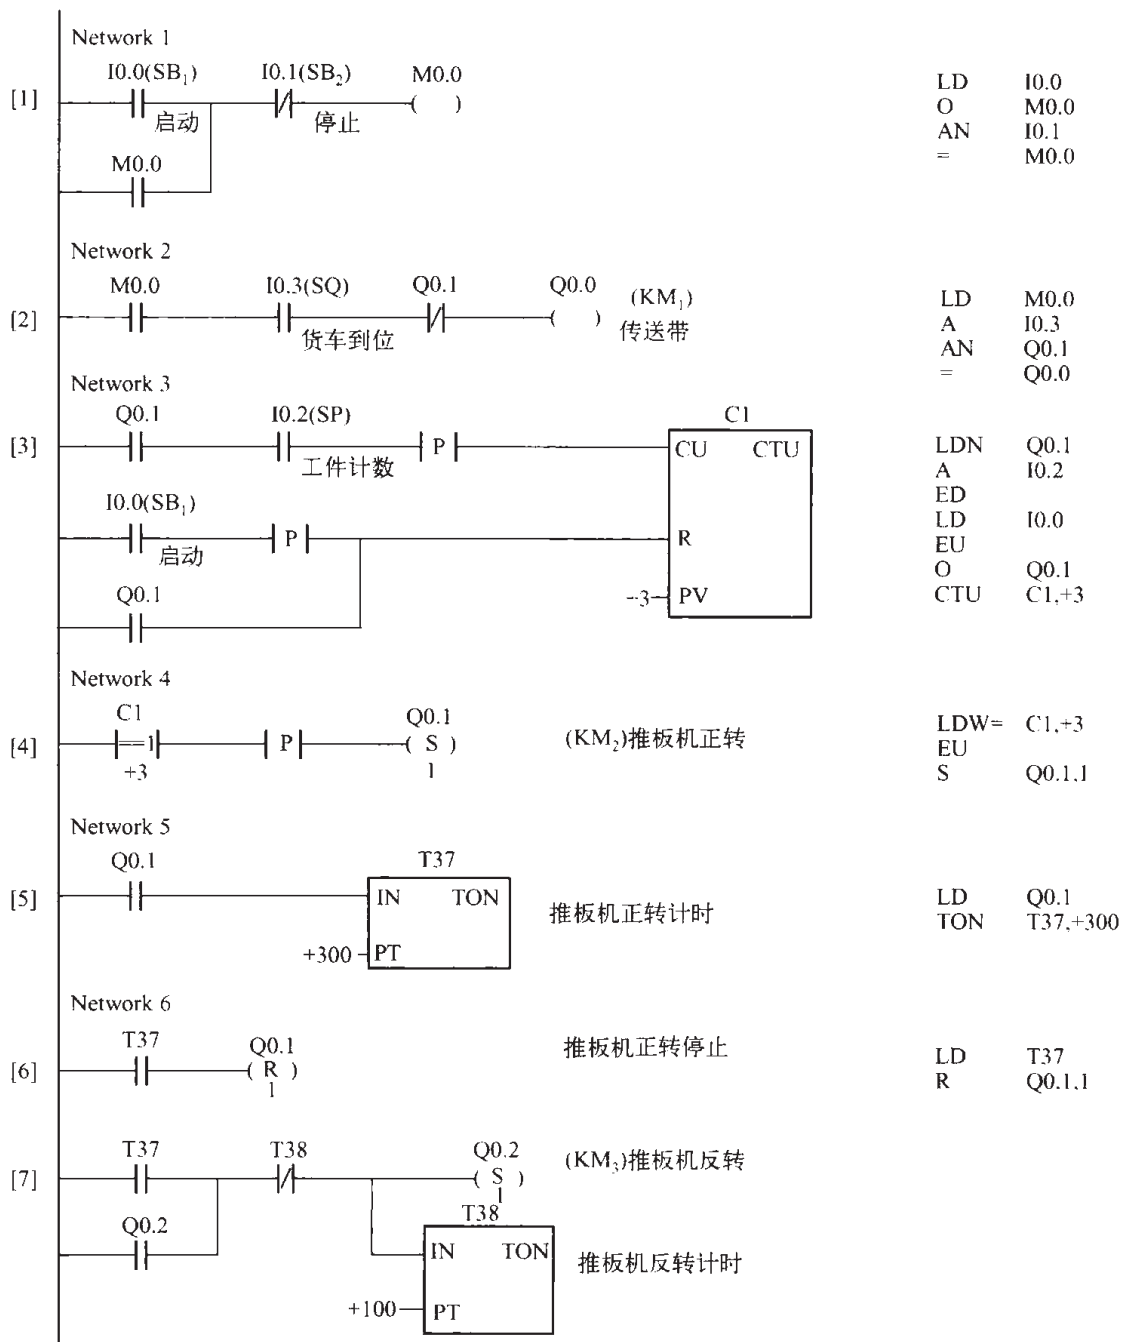 Network 1
I0.0(SB₁) I0.1(SB₂) M0.0
[1] ( )
启动 停止
M0.0
LD I0.0
O M0.0
AN I0.1
= M0.0
Network 2
M0.0 I0.3(SQ) Q0.1 Q0.0 (KM₁)
[2] ( )
货车到位 传送带
LD M0.0
A I0.3
AN Q0.1
= Q0.0
Network 3
Q0.1 I0.2(SP) C1
[3] P CU CTU
工件计数
I0.0(SB₁)
P R
启动
Q0.1
-3 PV
LDN Q0.1
A I0.2
ED
LD I0.0
EU
O Q0.1
CTU C1,+3
Network 4
C1 Q0.1
[4] ==1 P ( S ) (KM₂)推板机正转
+3 1
LDW= C1,+3
EU
S Q0.1,1
Network 5
Q0.1 T37
[5] IN TON 推板机正转计时
+300 PT
LD Q0.1
TON T37,+300
Network 6
T37 Q0.1 推板机正转停止
[6] ( R )
1
LD T37
R Q0.1,1
T37 T38 Q0.2 (KM₃)推板机反转
[7] ( S )
1
Q0.2 T38
IN TON 推板机反转计时
+100 PT